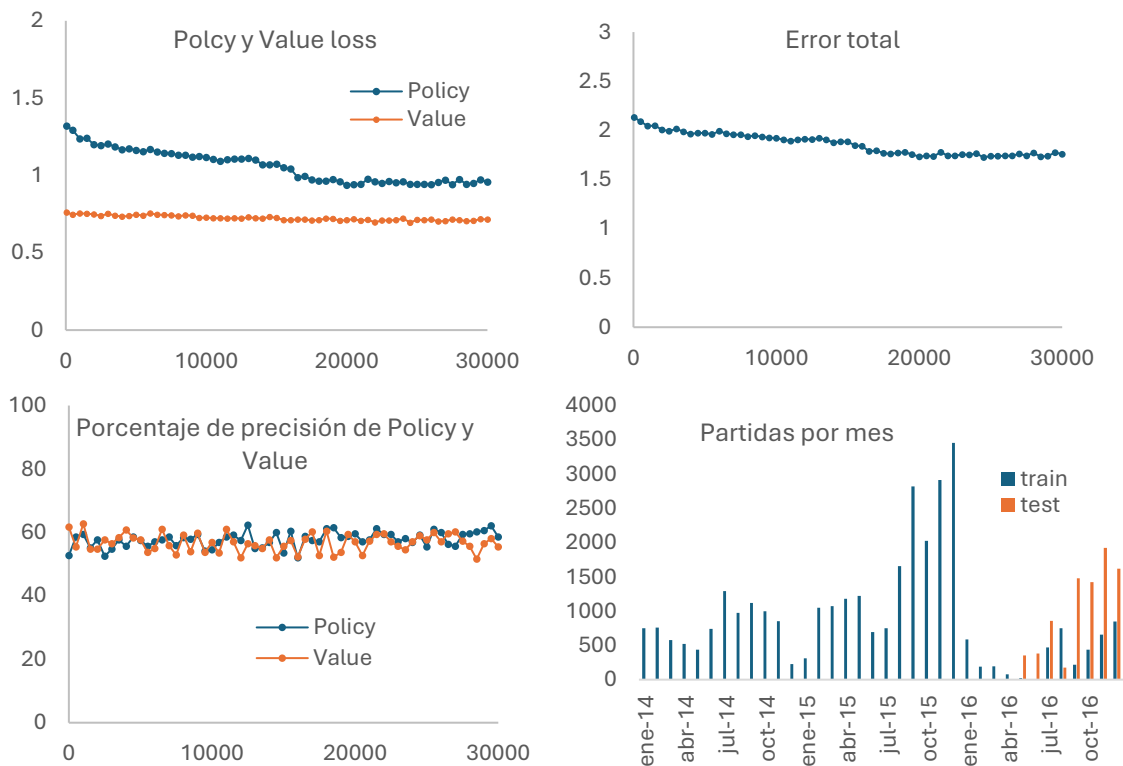 Polcy y Value loss
2
1.5
1
0.5
0
Policy
Value
0 10000 20000 30000
Error total
3
2.5
2
1.5
1
0.5
0
0 10000 20000 30000
Porcentaje de precisión de Policy y
Value
100
80
60
40
20
0
Policy
Value
0 10000 20000 30000
Partidas por mes
4000
3500
3000
2500
2000
1500
1000
500
0
train
test
ene-14
abr-14
jul-14
oct-14
ene-15
abr-15
jul-15
oct-15
ene-16
abr-16
jul-16
oct-16